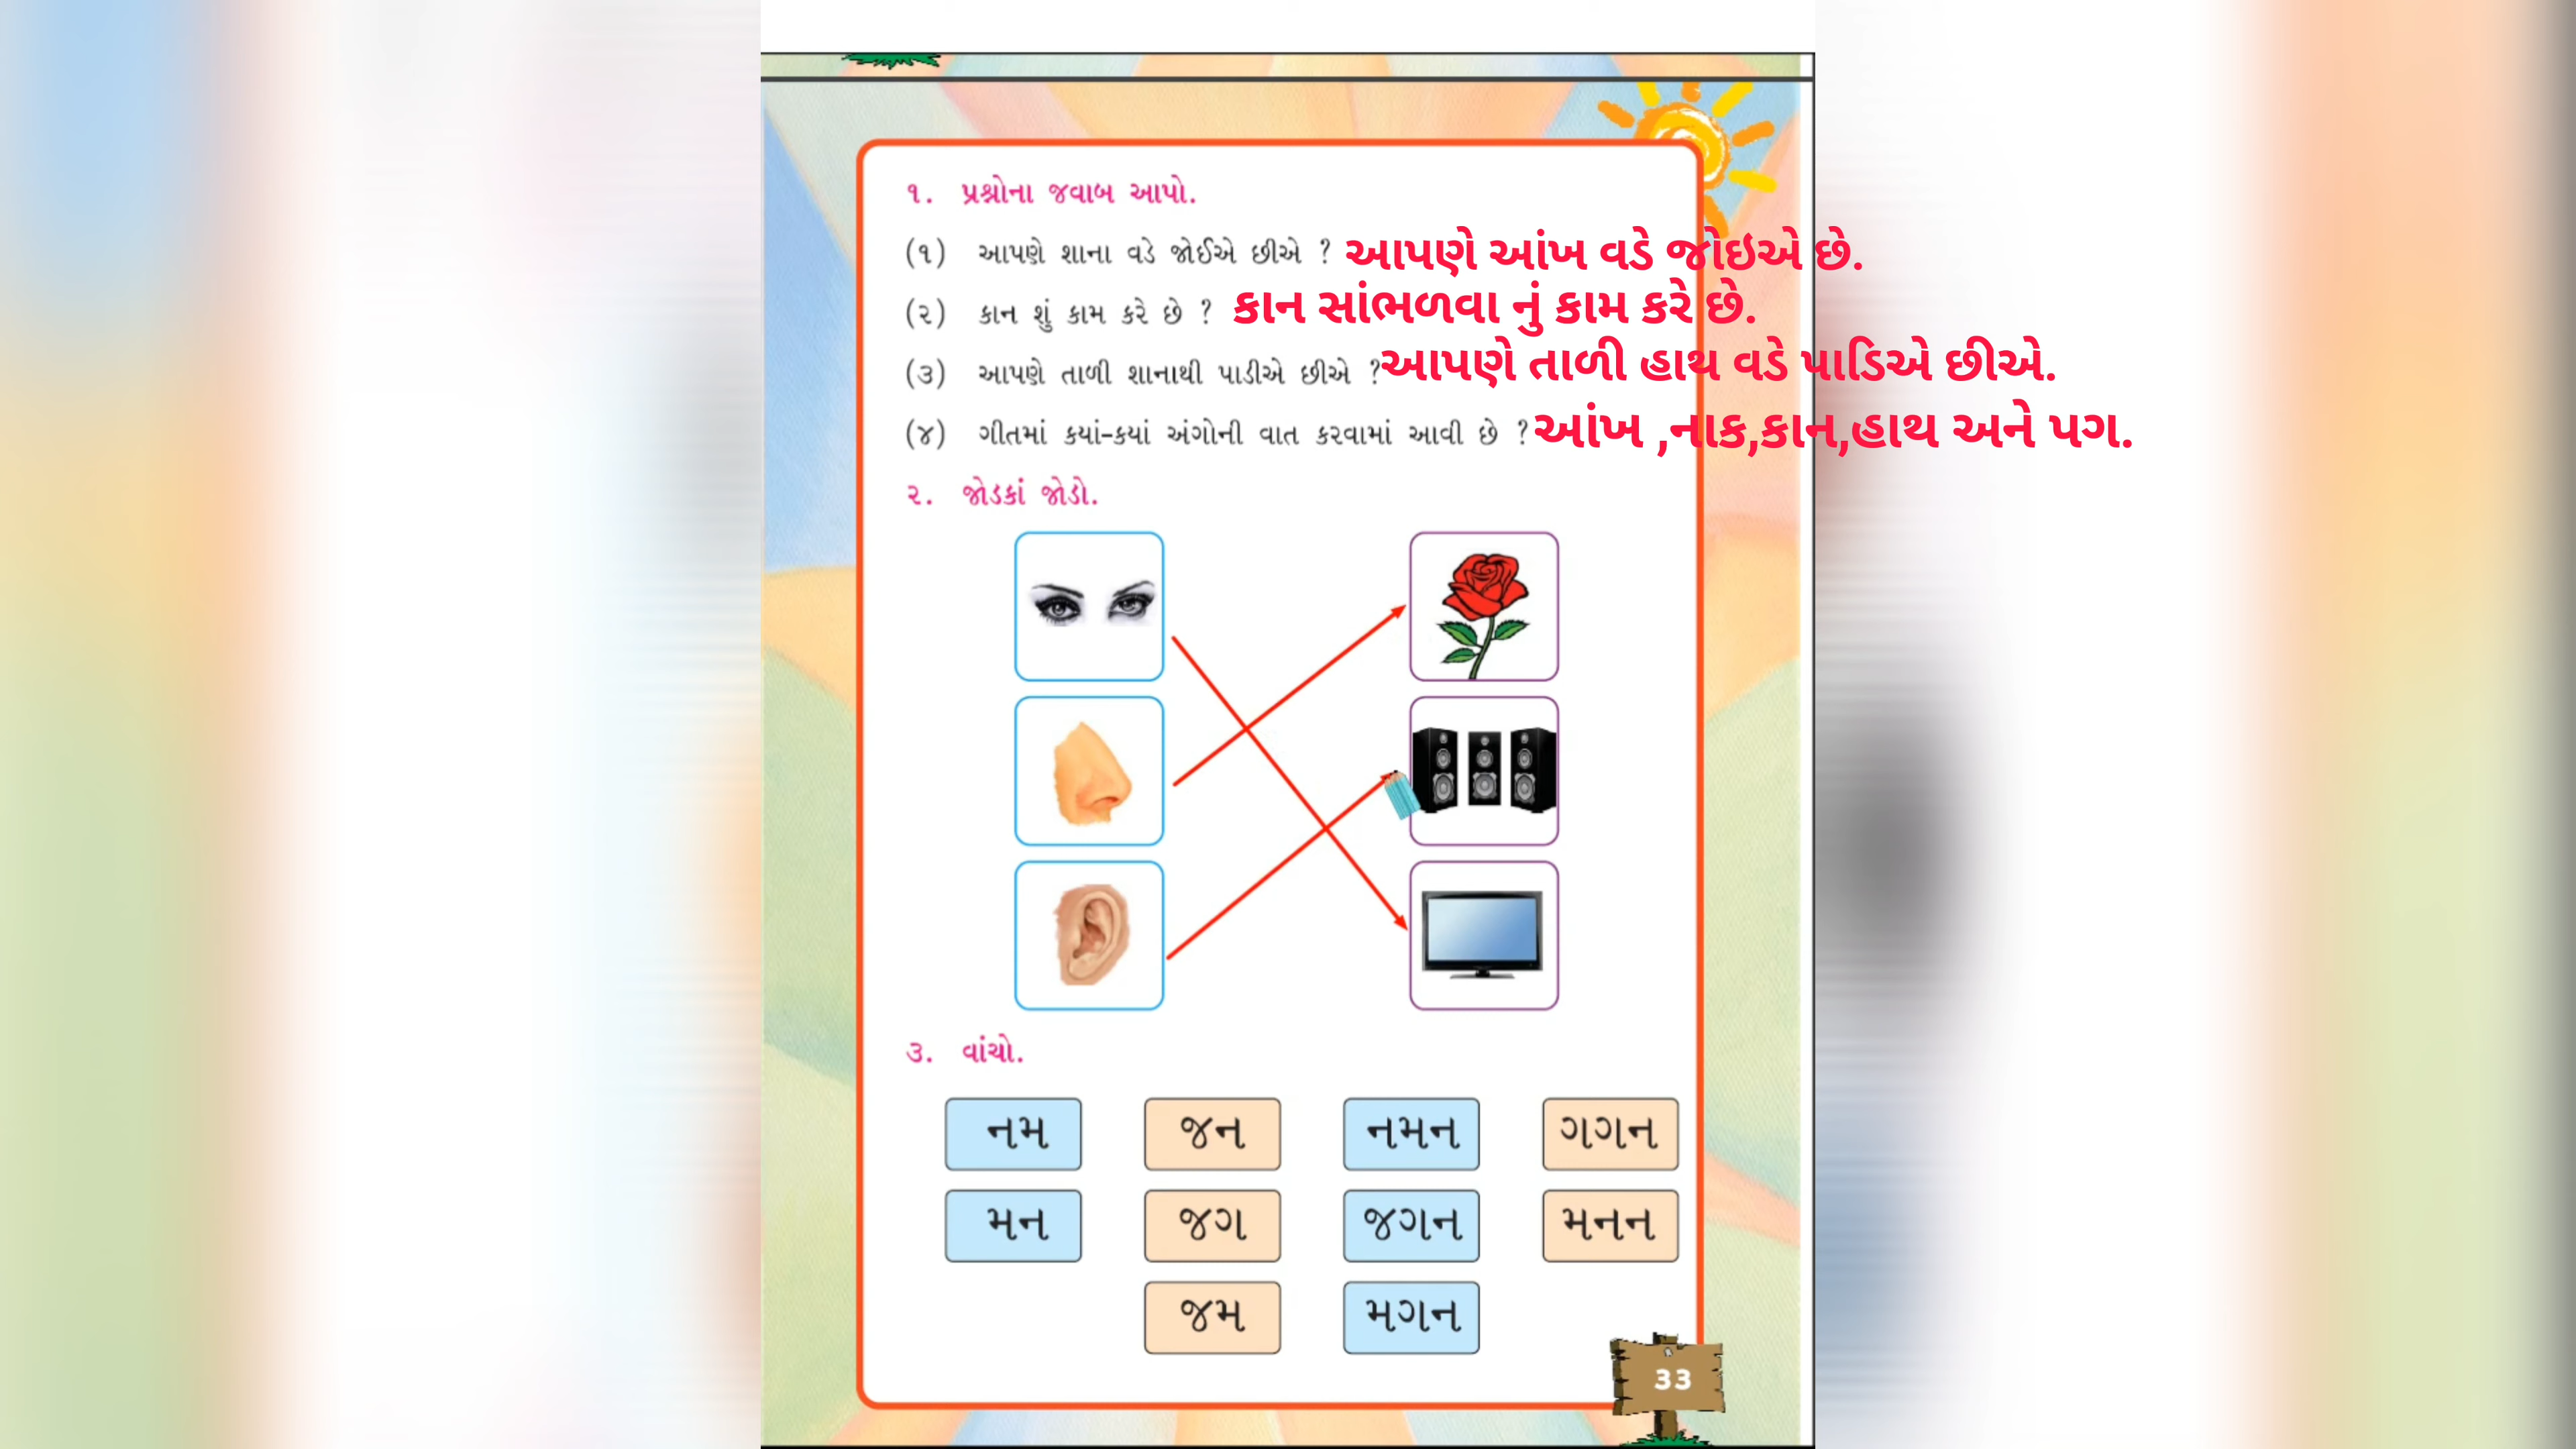 ૧. પ્રશ્નોના જવાબ આપો.
(૧) આપણે શાના વડે જોઈએ છીએ ? આપણે આંખ વડે જોઇએ છે.
(૨) કાન શું કામ કરે છે ? કાન સાંભળવા નું કામ કરે છે.
(૩) આપણે તાળી શાનાથી પાડીએ છીએ ? આપણે તાળી હાથ વડે પાડિએ છીએ.
(૪) ગીતમાં કયાં-કયાં અંગોની વાત કરવામાં આવી છે ? આંખ ,નાક,કાન,હાથ અને પગ.
૨. જોડકાં જોડો.
૩. વાંચો.
નમ જન નમન ગગન
મન જગ જગન મનન
જમ મગન
33